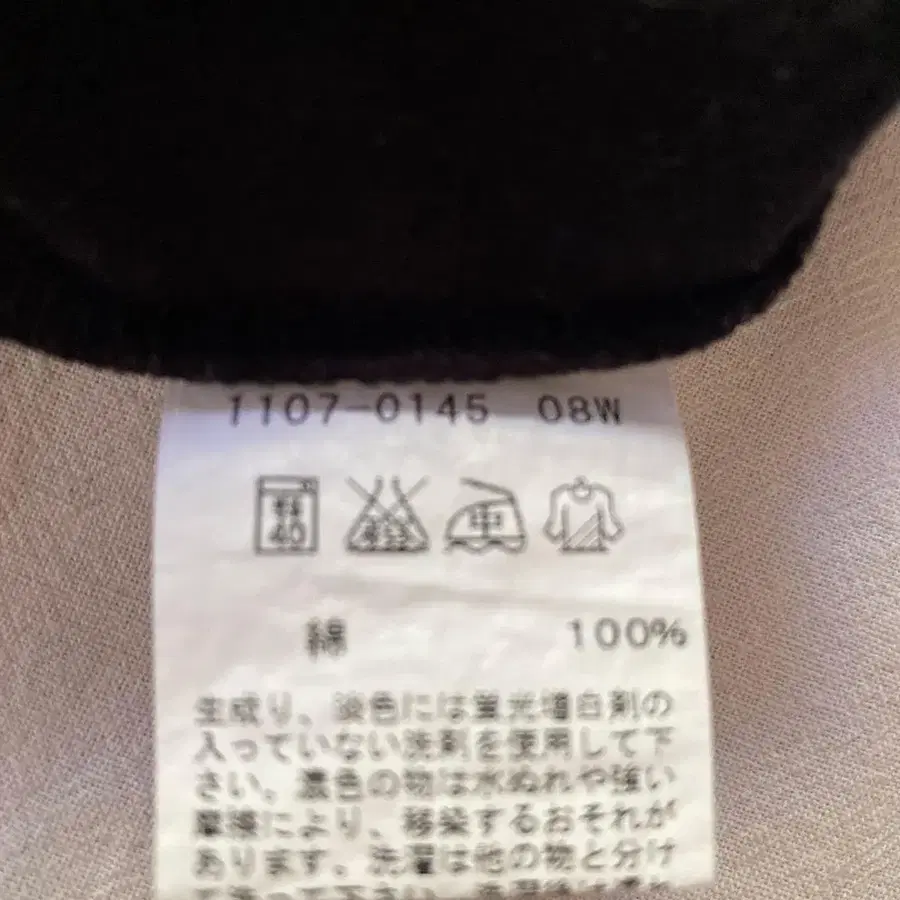 1107-0145 08W
40
中
綿 100%
生成り、淡色には蛍光増白剤の
入っていない洗剤を使用して下
さい。濃色の物は水ぬれや強い
摩擦により、移染するおそれが
あります。洗濯は他の物と分け